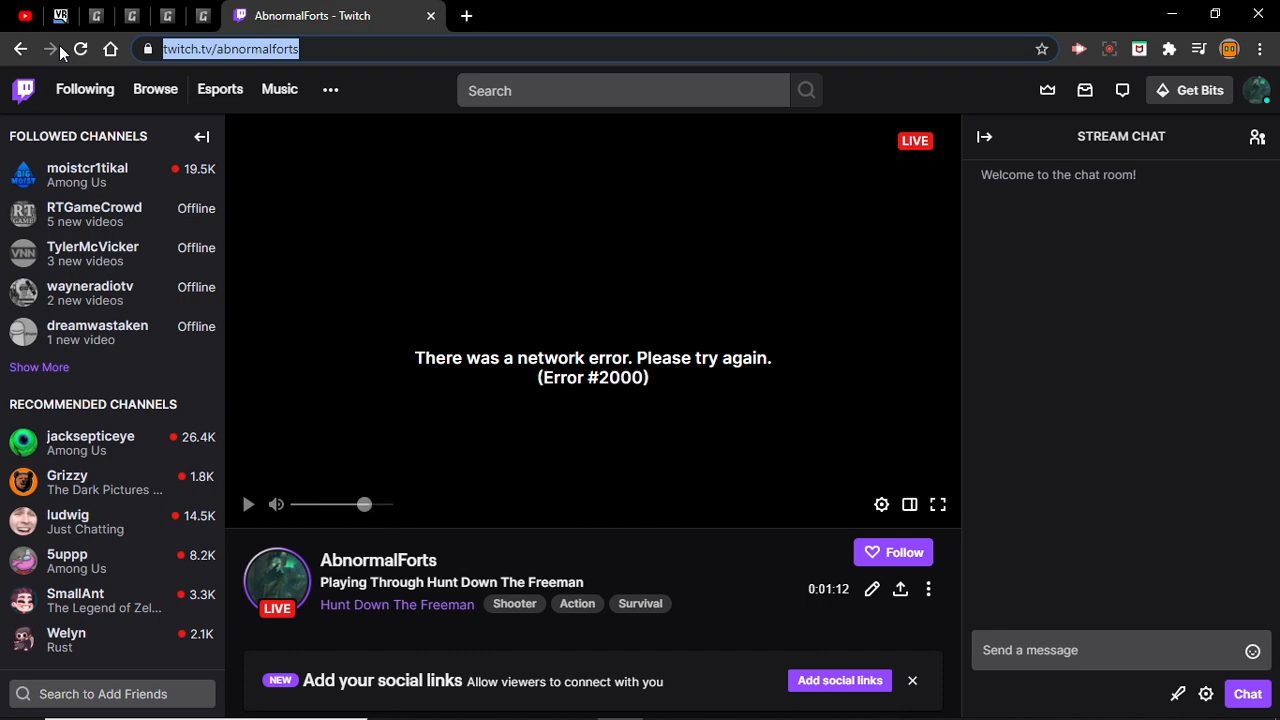 AbnormalForts - Twitch
twitch.tv/abnormalforts
Following Browse Esports Music
Search
Get Bits
FOLLOWED CHANNELS
moistcr1tikal 19.5K
Among Us
RTGameCrowd Offline
5 new videos
TylerMcVicker Offline
3 new videos
wayneradiotv Offline
2 new videos
dreamwastaken Offline
1 new video
Show More
RECOMMENDED CHANNELS
jacksepticeye 26.4K
Among Us
Grizzy 1.8K
The Dark Pictures ...
ludwig 14.5K
Just Chatting
5uppp 8.2K
Among Us
SmallAnt 3.3K
The Legend of Zel...
Welyn 2.1K
Rust
Search to Add Friends
LIVE
There was a network error. Please try again.
(Error #2000)
AbnormalForts
Playing Through Hunt Down The Freeman
Hunt Down The Freeman Shooter Action Survival
LIVE
Follow
0:01:12
NEW Add your social links Allow viewers to connect with you
Add social links
STREAM CHAT
Welcome to the chat room!
Send a message
Chat